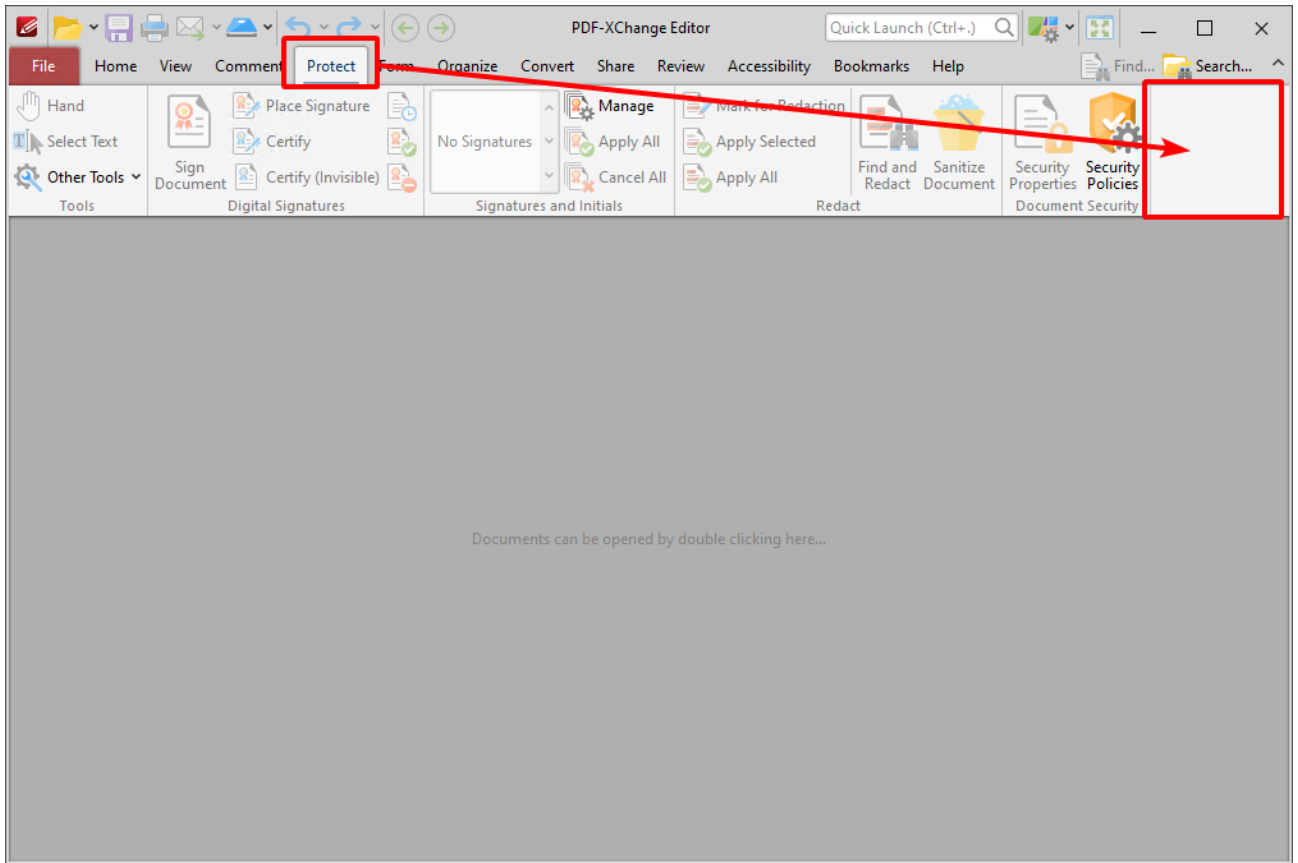 PDF-XChange Editor
Quick Launch (Ctrl+.)
File Home View Comment Protect Form Organize Convert Share Review Accessibility Bookmarks Help Find... Search...
Hand Place Signature Manage Mark for Redaction
Select Text Certify No Signatures Apply All Apply Selected
Other Tools Sign Document Certify (Invisible) Cancel All Apply All Find and Redact Sanitize Document Security Properties Security Policies
Tools Digital Signatures Signatures and Initials Redact Document Security
Documents can be opened by double clicking here...